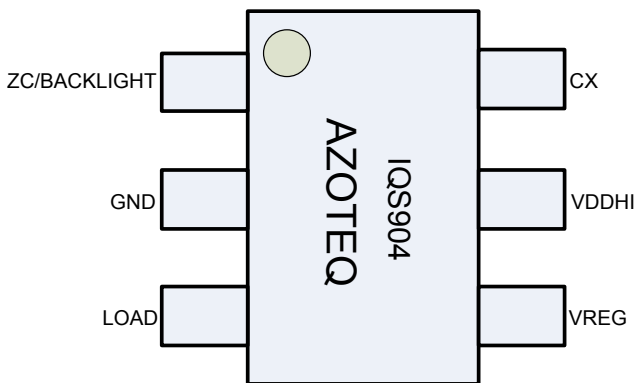 ZC/BACKLIGHT
GND
LOAD
AZOTEQ
IQS904
CX
VDDHI
VREG